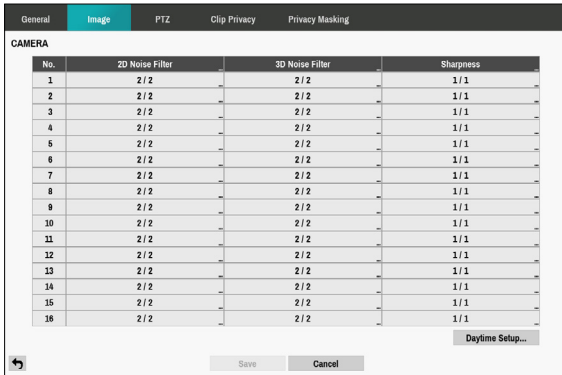 General Image PTZ Clip Privacy Privacy Masking
CAMERA
No. 2D Noise Filter 3D Noise Filter Sharpness
1 2 / 2 2 / 2 1 / 1
2 2 / 2 2 / 2 1 / 1
3 2 / 2 2 / 2 1 / 1
4 2 / 2 2 / 2 1 / 1
5 2 / 2 2 / 2 1 / 1
6 2 / 2 2 / 2 1 / 1
7 2 / 2 2 / 2 1 / 1
8 2 / 2 2 / 2 1 / 1
9 2 / 2 2 / 2 1 / 1
10 2 / 2 2 / 2 1 / 1
11 2 / 2 2 / 2 1 / 1
12 2 / 2 2 / 2 1 / 1
13 2 / 2 2 / 2 1 / 1
14 2 / 2 2 / 2 1 / 1
15 2 / 2 2 / 2 1 / 1
16 2 / 2 2 / 2 1 / 1
Daytime Setup...
Save Cancel